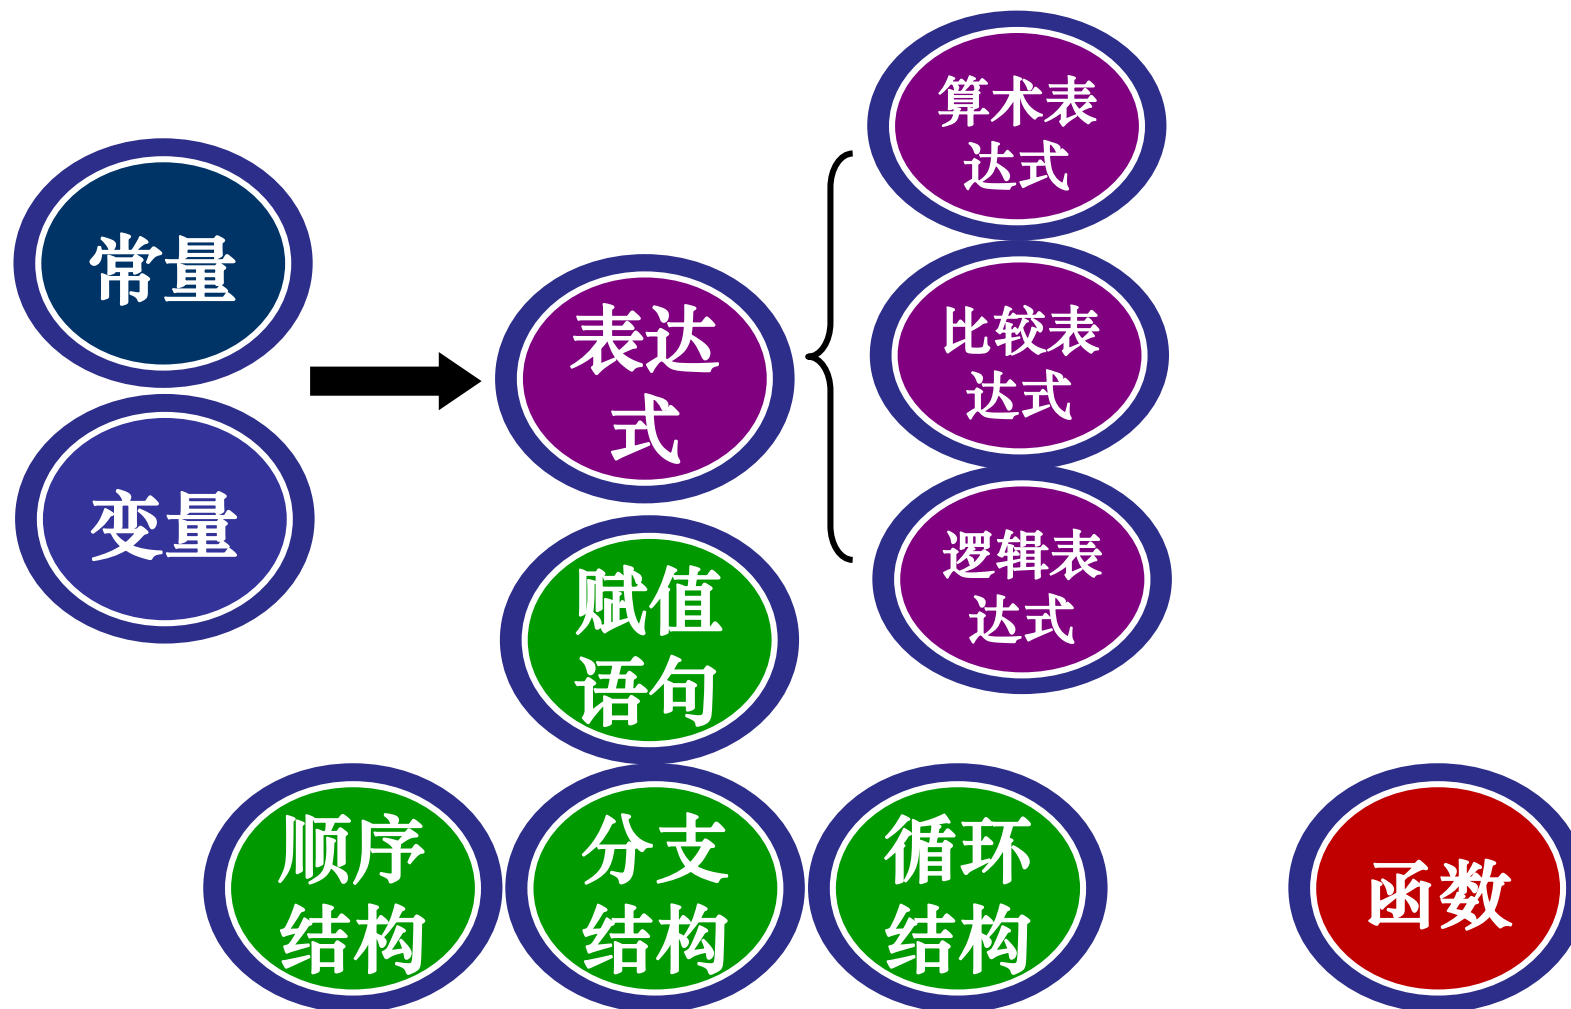 常量
变量
表达
式
算术表
达式
比较表
达式
逻辑表
达式
赋值
语句
顺序
结构
分支
结构
循环
结构
函数